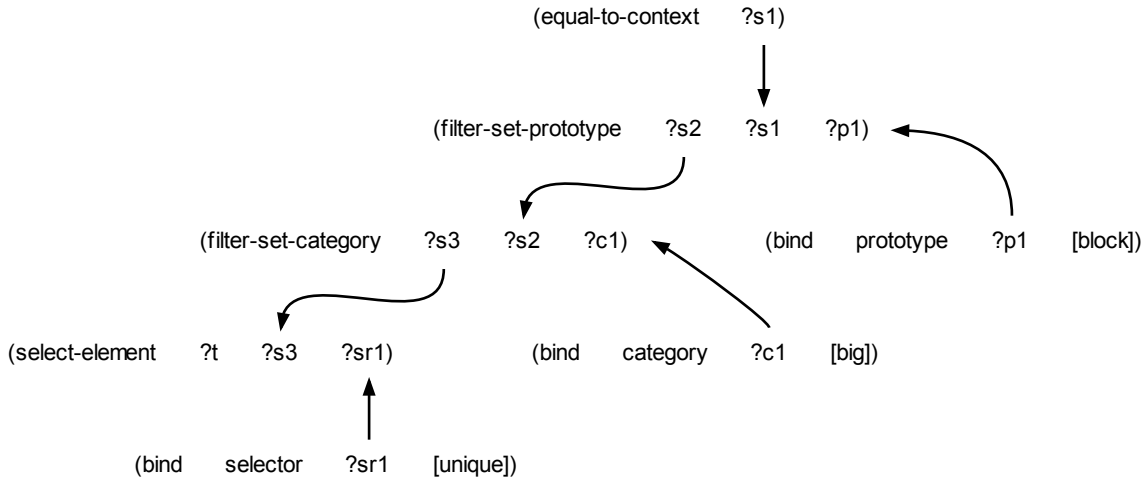 (equal-to-context ?s1)
(filter-set-prototype ?s2 ?s1 ?p1)
(filter-set-category ?s3 ?s2 ?c1) (bind prototype ?p1 [block])
(select-element ?t ?s3 ?sr1) (bind category ?c1 [big])
(bind selector ?sr1 [unique])